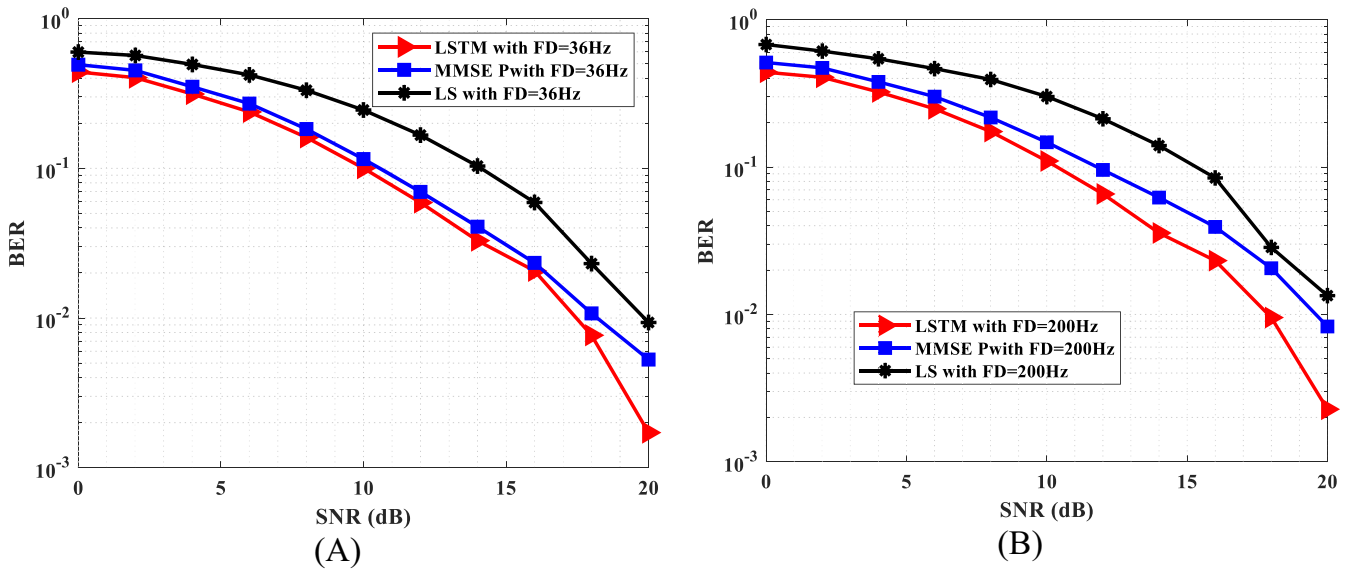 10^0
LSTM with FD=36Hz
MMSE Pwith FD=36Hz
LS with FD=36Hz
10^-1
BER
10^-2
10^-3
0 5 10 15 20
SNR (dB)
(A)
10^0
10^-1
BER
10^-2
LSTM with FD=200Hz
MMSE Pwith FD=200Hz
LS with FD=200Hz
10^-3
0 5 10 15 20
SNR (dB)
(B)